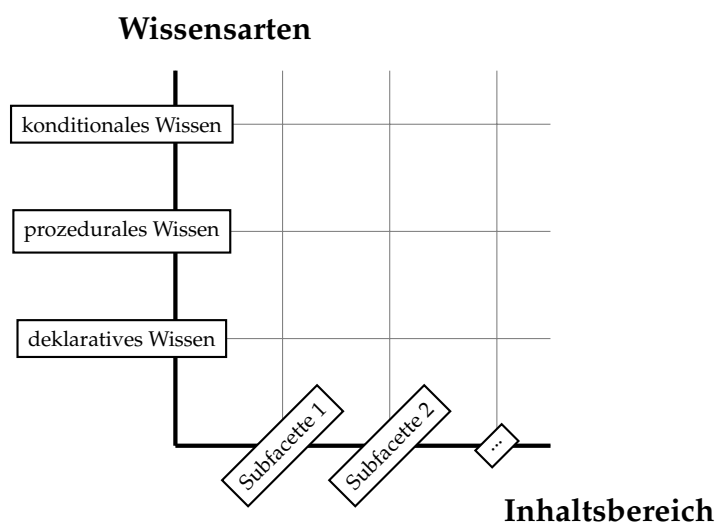 Wissensarten
konditionales Wissen
prozedurales Wissen
deklaratives Wissen
Subfacette 1
Subfacette 2
...
Inhaltsbereich